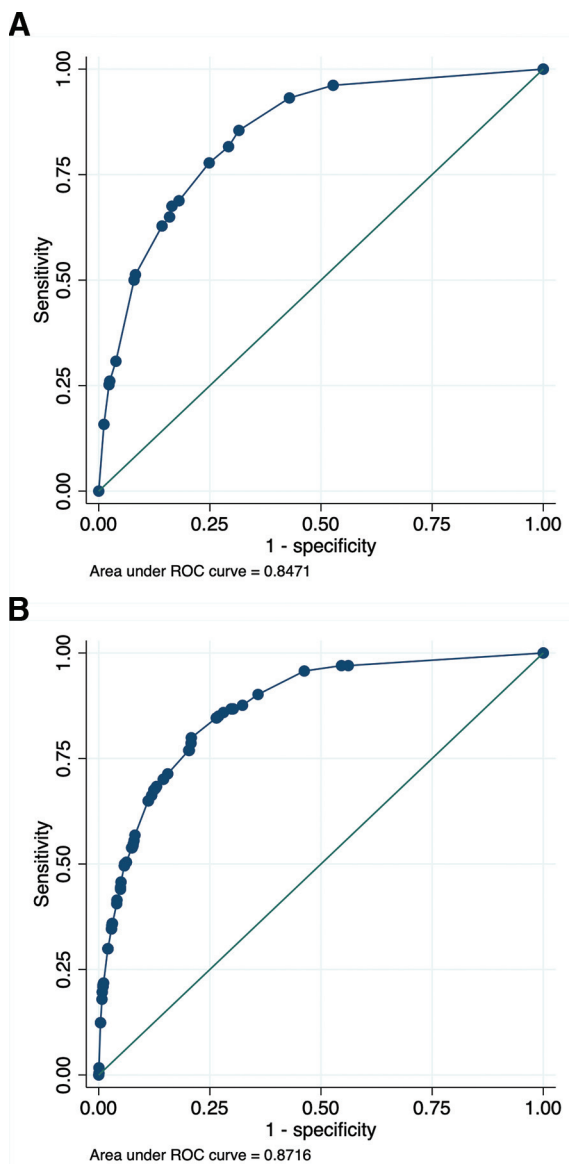 A
1.00
0.75
0.50
0.25
0.00
Sensitivity
0.00 0.25 0.50 0.75 1.00
1 - specificity
Area under ROC curve = 0.8471
B
1.00
0.75
0.50
0.25
0.00
Sensitivity
0.00 0.25 0.50 0.75 1.00
1 - specificity
Area under ROC curve = 0.8716